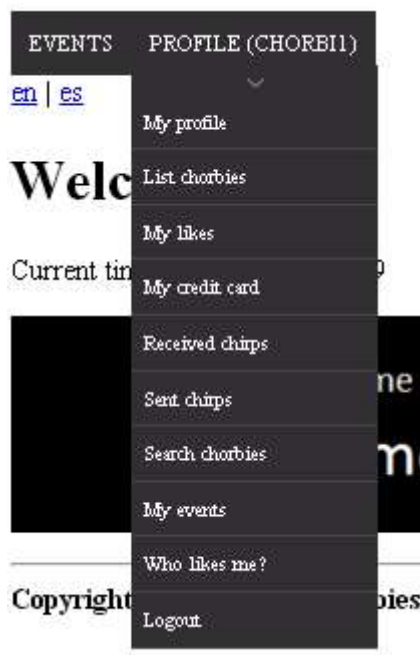 EVENTS PROFILE (CHORBI1)
en | es
My profile
Welc
List chorbies
My likes
Current tin 9
My credit card
Received chirps
me
Sent chirps
Search chorbies
My events
Who likes me?
Copyright bies
Logout